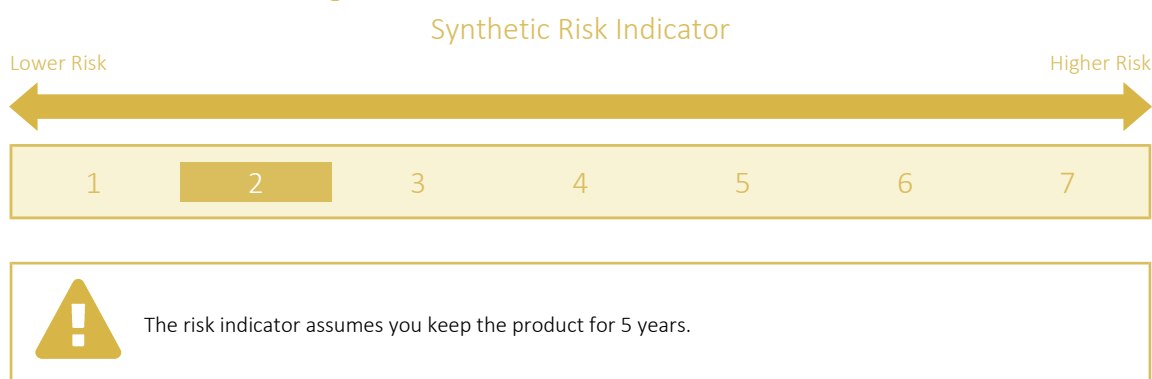 Synthetic Risk Indicator
Lower Risk Higher Risk
1 2 3 4 5 6 7
The risk indicator assumes you keep the product for 5 years.